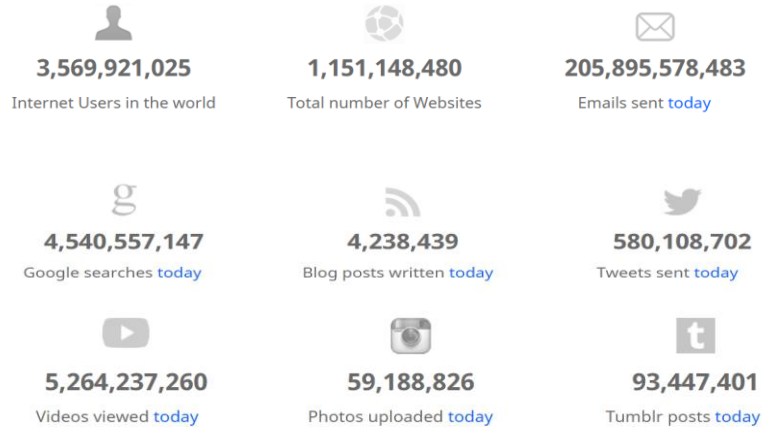 3,569,921,025
Internet Users in the world
1,151,148,480
Total number of Websites
205,895,578,483
Emails sent today
g
4,540,557,147
Google searches today
4,238,439
Blog posts written today
580,108,702
Tweets sent today
5,264,237,260
Videos viewed today
59,188,826
Photos uploaded today
t
93,447,401
Tumblr posts today